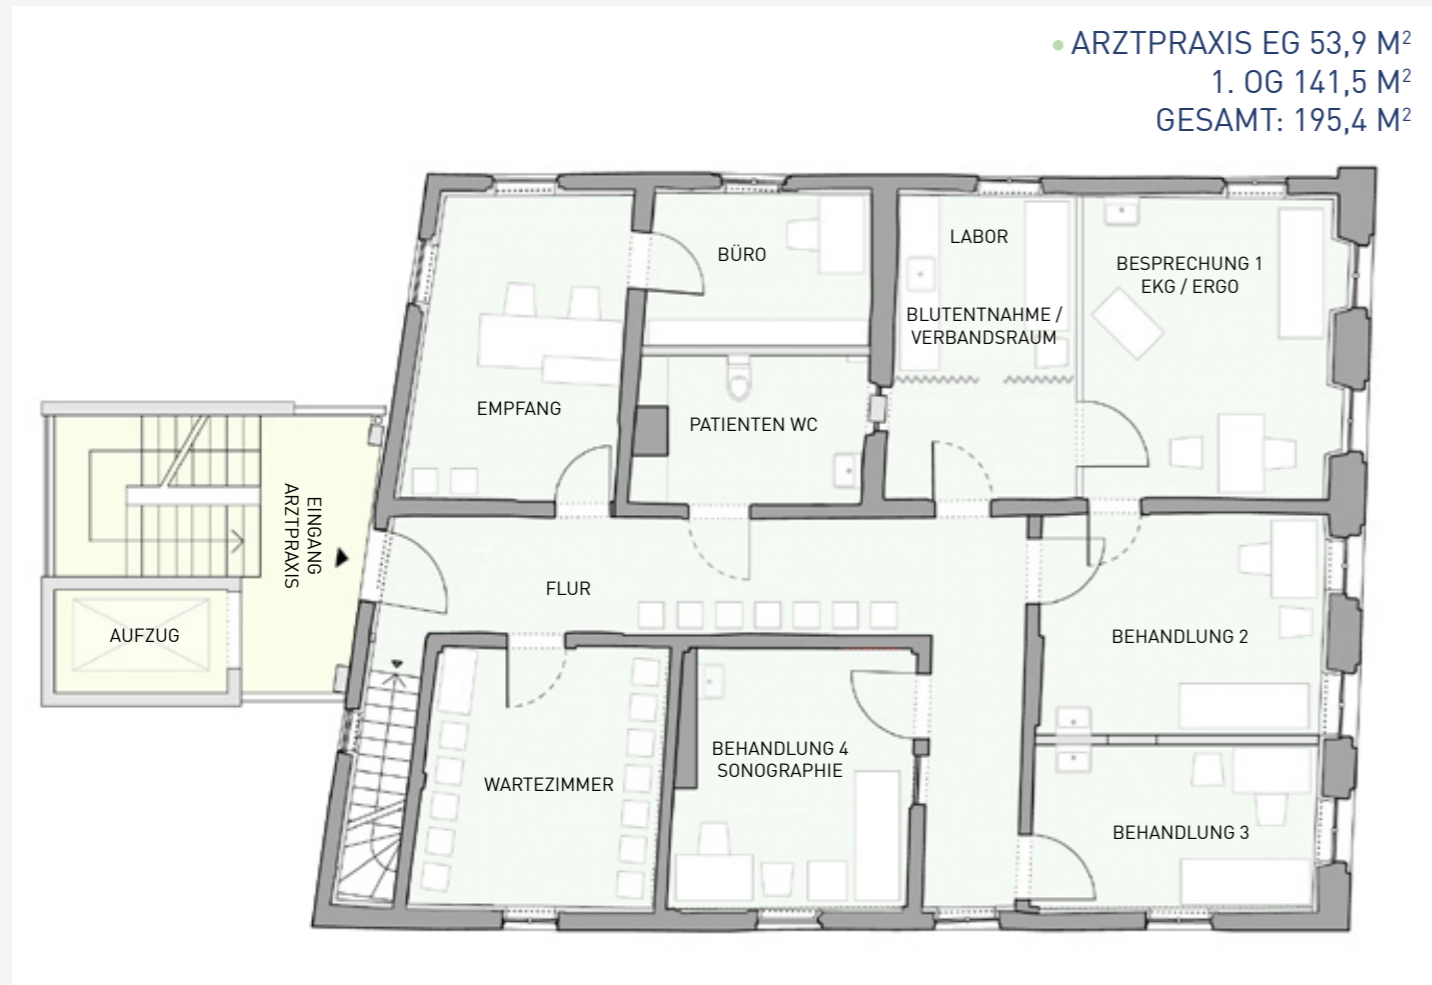 ARZTPRAXIS EG 53,9 M²
1. OG 141,5 M²
GESAMT: 195,4 M²
BÜRO
LABOR
BESPRECHUNG 1
EKG / ERGO
BLUTENTNAHME /
VERBANDSRAUM
EMPFANG
PATIENTEN WC
EINGANG
ARZTPRAXIS
FLUR
AUFZUG
BEHANDLUNG 2
BEHANDLUNG 4
SONOGRAPHIE
WARTEZIMMER
BEHANDLUNG 3